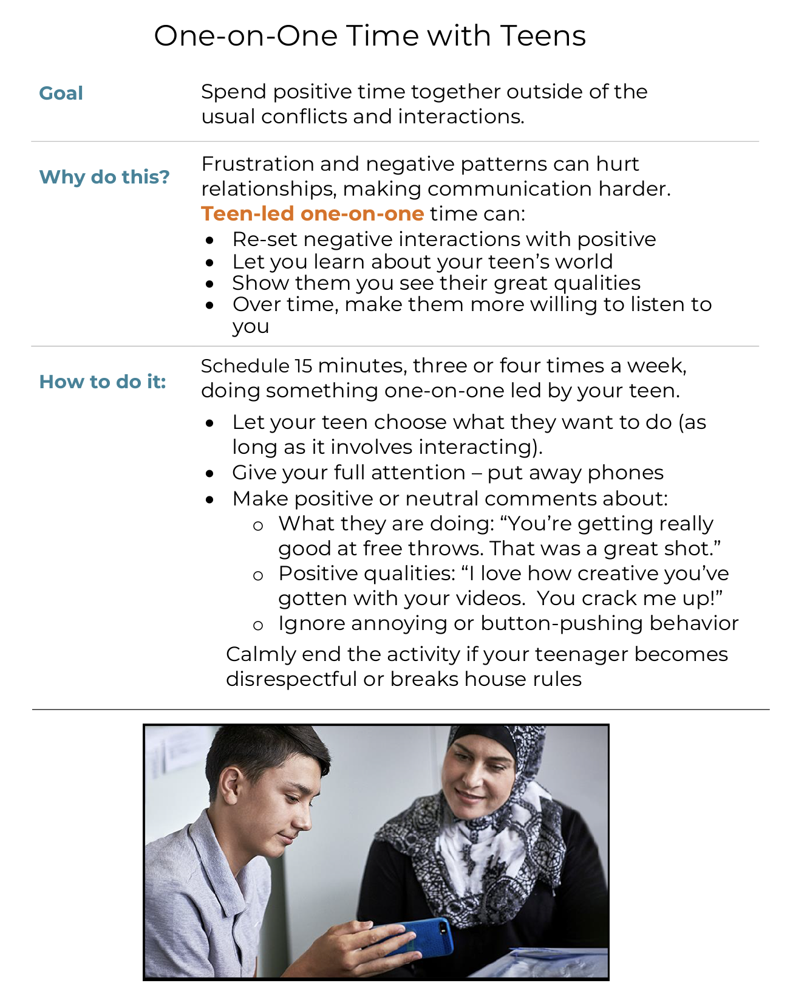 One-on-One Time with Teens
Goal
Spend positive time together outside of the
usual conflicts and interactions.
Why do this?
Frustration and negative patterns can hurt
relationships, making communication harder.
Teen-led one-on-one time can:
• Re-set negative interactions with positive
• Let you learn about your teen’s world
• Show them you see their great qualities
• Over time, make them more willing to listen to
you
How to do it:
Schedule 15 minutes, three or four times a week,
doing something one-on-one led by your teen.
• Let your teen choose what they want to do (as
long as it involves interacting).
• Give your full attention – put away phones
• Make positive or neutral comments about:
o What they are doing: “You’re getting really
good at free throws. That was a great shot.”
o Positive qualities: “I love how creative you’ve
gotten with your videos.  You crack me up!”
o Ignore annoying or button-pushing behavior
Calmly end the activity if your teenager becomes
disrespectful or breaks house rules